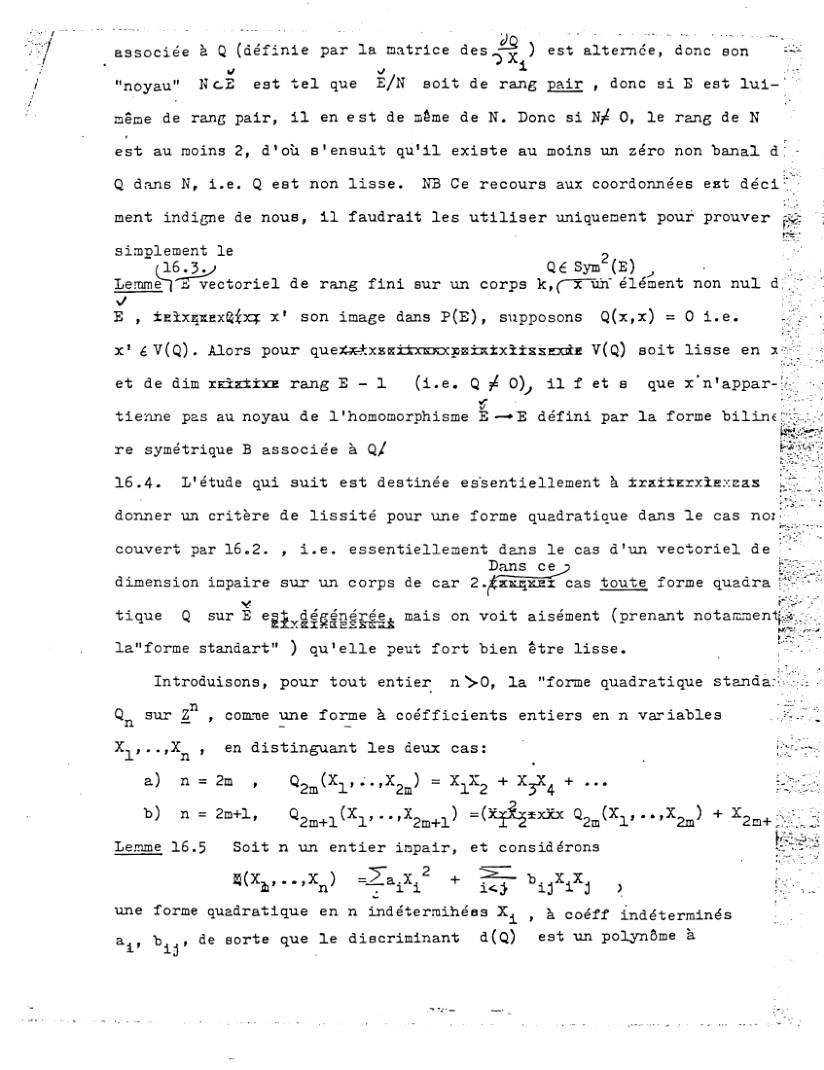 associée à Q (définie par la matrice des ∂Q/∂X_i ) est alternée, donc son
"noyau" N⊂Ě est tel que Ě/N soit de rang pair , donc si E est lui-
même de rang pair, il en est de même de N. Donc si N≠ 0, le rang de N
est au moins 2, d'où s'ensuit qu'il existe au moins un zéro non banal d
Q dans N, i.e. Q est non lisse. NB Ce recours aux coordonnées est déci
ment indigne de nous, il faudrait les utiliser uniquement pour prouver
simplement le
Lemme (16.3.) E vectoriel de rang fini sur un corps k, Q∈ Sym²(E), x un élément non nul d
Ě , x' son image dans P(E), supposons Q(x,x) = 0 i.e.
x' ∈ V(Q). Alors pour que V(Q) soit lisse en x
et de dim rang E - 1 (i.e. Q ≠ 0), il f et s que x n'appar-
tienne pas au noyau de l'homomorphisme Ě → E défini par la forme biliné
re symétrique B associée à Q/
16.4. L'étude qui suit est destinée essentiellement à
donner un critère de lissité pour une forme quadratique dans le cas non
couvert par 16.2. , i.e. essentiellement dans le cas d'un vectoriel de
dimension impaire sur un corps de car 2. Dans ce cas toute forme quadra
tique Q sur Ě est dégénérée, mais on voit aisément (prenant notamment
la"forme standart" ) qu'elle peut fort bien être lisse.
Introduisons, pour tout entier n>0, la "forme quadratique standa
Q_n sur Z^n , comme une forme à coéfficients entiers en n variables
X_1,..,X_n , en distinguant les deux cas:
a) n = 2m , Q_2m(X_1,..,X_2m) = X_1X_2 + X_3X_4 + ...
b) n = 2m+1, Q_2m+1(X_1,..,X_2m+1) = Q_2m(X_1,..,X_2m) + X_2m+
Lemme 16.5 Soit n un entier impair, et considérons
Q(X_1,..,X_n) = ∑ a_iX_i² + ∑ i<j b_ijX_iX_j ,
une forme quadratique en n indéterminées X_i , à coéff indéterminés
a_i, b_ij, de sorte que le discriminant d(Q) est un polynôme à